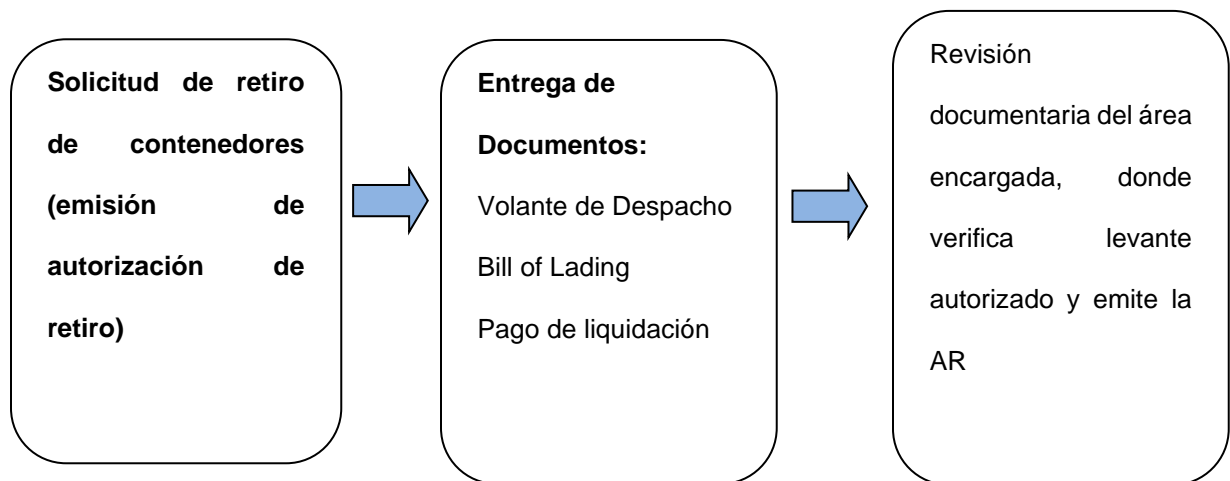 Solicitud de retiro
de contenedores
(emisión de
autorización de
retiro)
Entrega de
Documentos:
Volante de Despacho
Bill of Lading
Pago de liquidación
Revisión
documentaria del área
encargada, donde
verifica levante
autorizado y emite la
AR